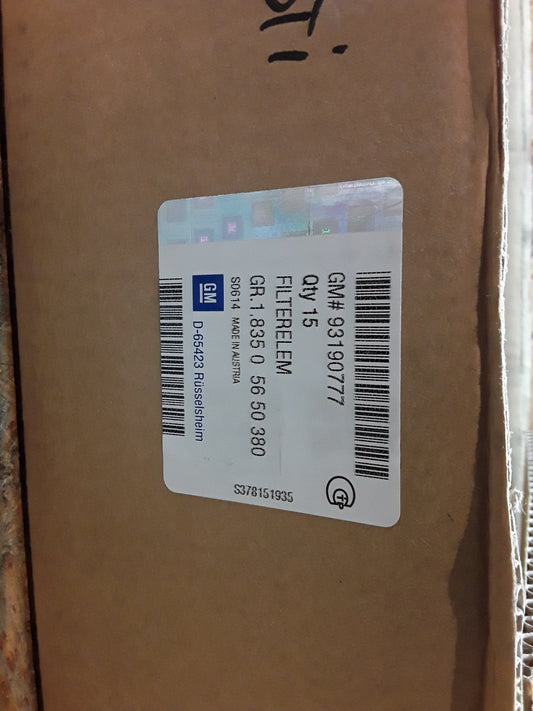 GM# 93190777
Qty 15
FILTERELEM
GR.1.835 0 56 50 380
S0614 MADE IN AUSTRIA
GM
D-65423 Rüsselsheim
S378151935